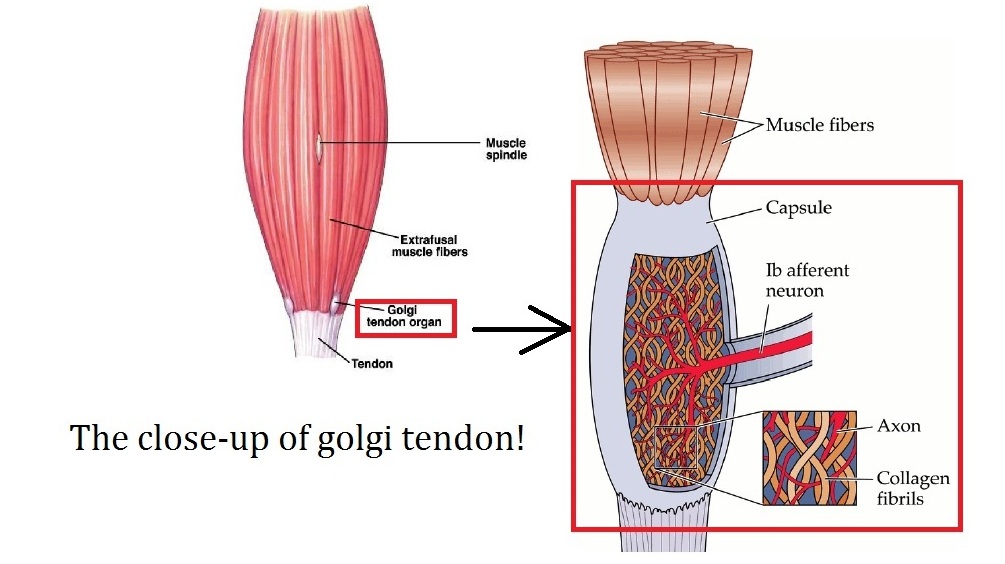 Muscle
spindle
Extrafusal
muscle fibers
Golgi
tendon organ
Tendon
The close-up of golgi tendon!
Muscle fibers
Capsule
Ib afferent
neuron
Axon
Collagen
fibrils